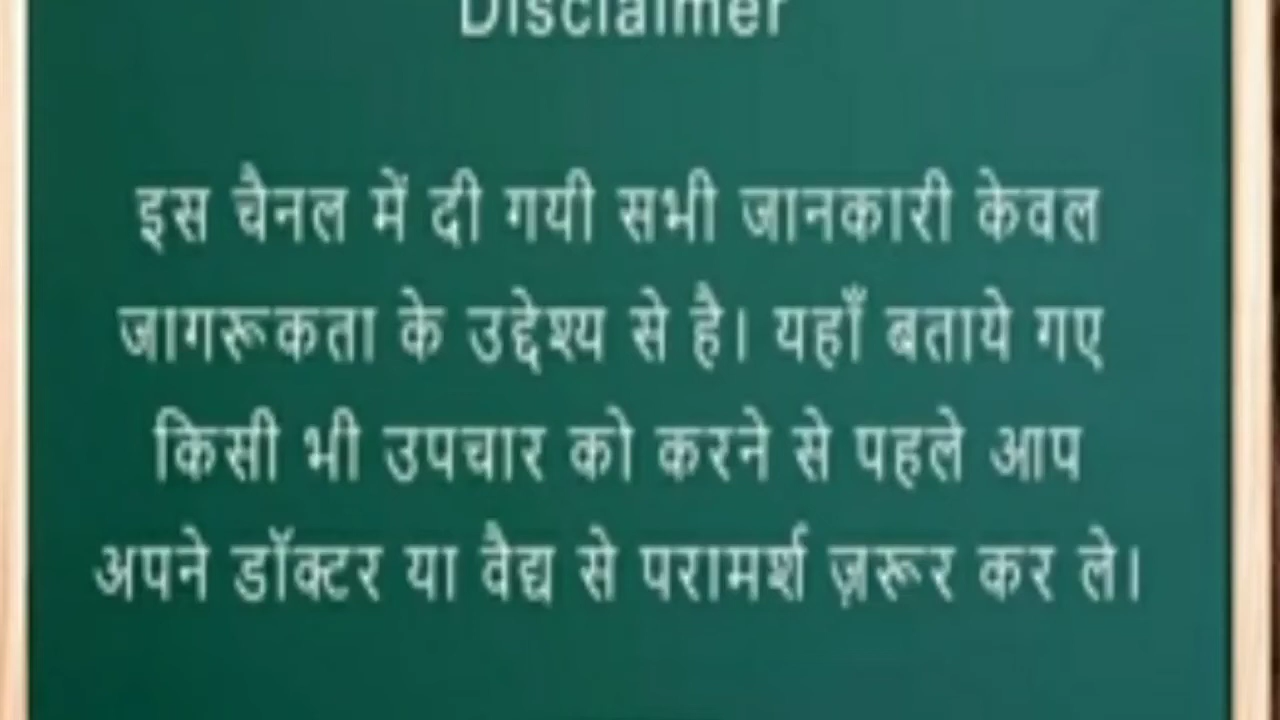 Disclaimer
इस चैनल में दी गयी सभी जानकारी केवल
जागरूकता के उद्देश्य से है। यहाँ बताये गए
किसी भी उपचार को करने से पहले आप
अपने डॉक्टर या वैद्य से परामर्श ज़रूर कर ले।